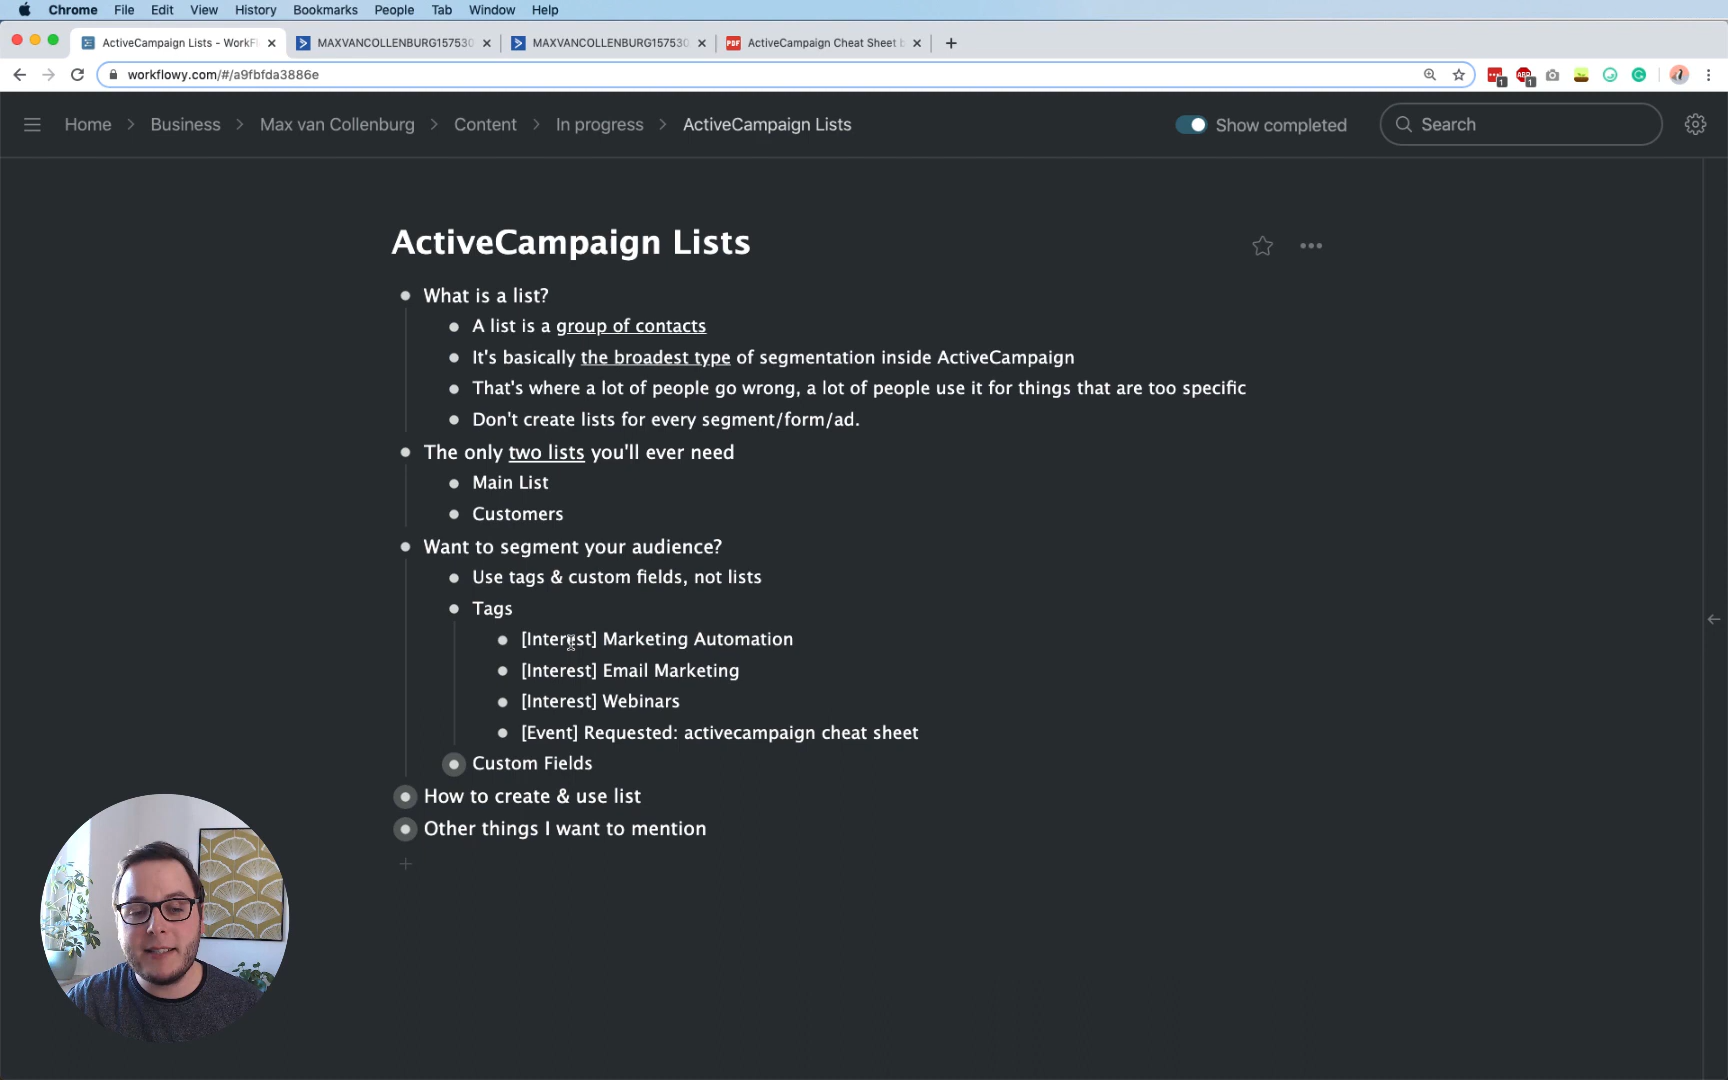 Chrome File Edit View History Bookmarks People Tab Window Help
ActiveCampaign Lists - WorkFl
MAXVANCOLLENBURG157530
MAXVANCOLLENBURG157530
PDF ActiveCampaign Cheat Sheet b
workflowy.com/#/a9fbfda3886e
1
ABP 1
Home > Business > Max van Collenburg > Content > In progress > ActiveCampaign Lists
Show completed
Search
ActiveCampaign Lists
What is a list?
A list is a group of contacts
It's basically the broadest type of segmentation inside ActiveCampaign
That's where a lot of people go wrong, a lot of people use it for things that are too specific
Don't create lists for every segment/form/ad.
The only two lists you'll ever need
Main List
Customers
Want to segment your audience?
Use tags & custom fields, not lists
Tags
[Interest] Marketing Automation
[Interest] Email Marketing
[Interest] Webinars
[Event] Requested: activecampaign cheat sheet
Custom Fields
How to create & use list
Other things I want to mention